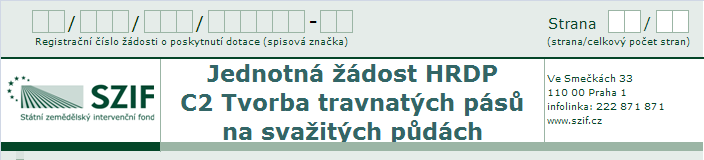 / / / -
Registrační číslo žádosti o poskytnutí dotace (spisová značka)
Strana /
(strana/celkový počet stran)
SZIF
Státní zemědělský intervenční fond
Jednotná žádost HRDP
C2 Tvorba travnatých pásů
na svažitých půdách
Ve Smečkách 33
110 00 Praha 1
infolinka: 222 871 871
www.szif.cz